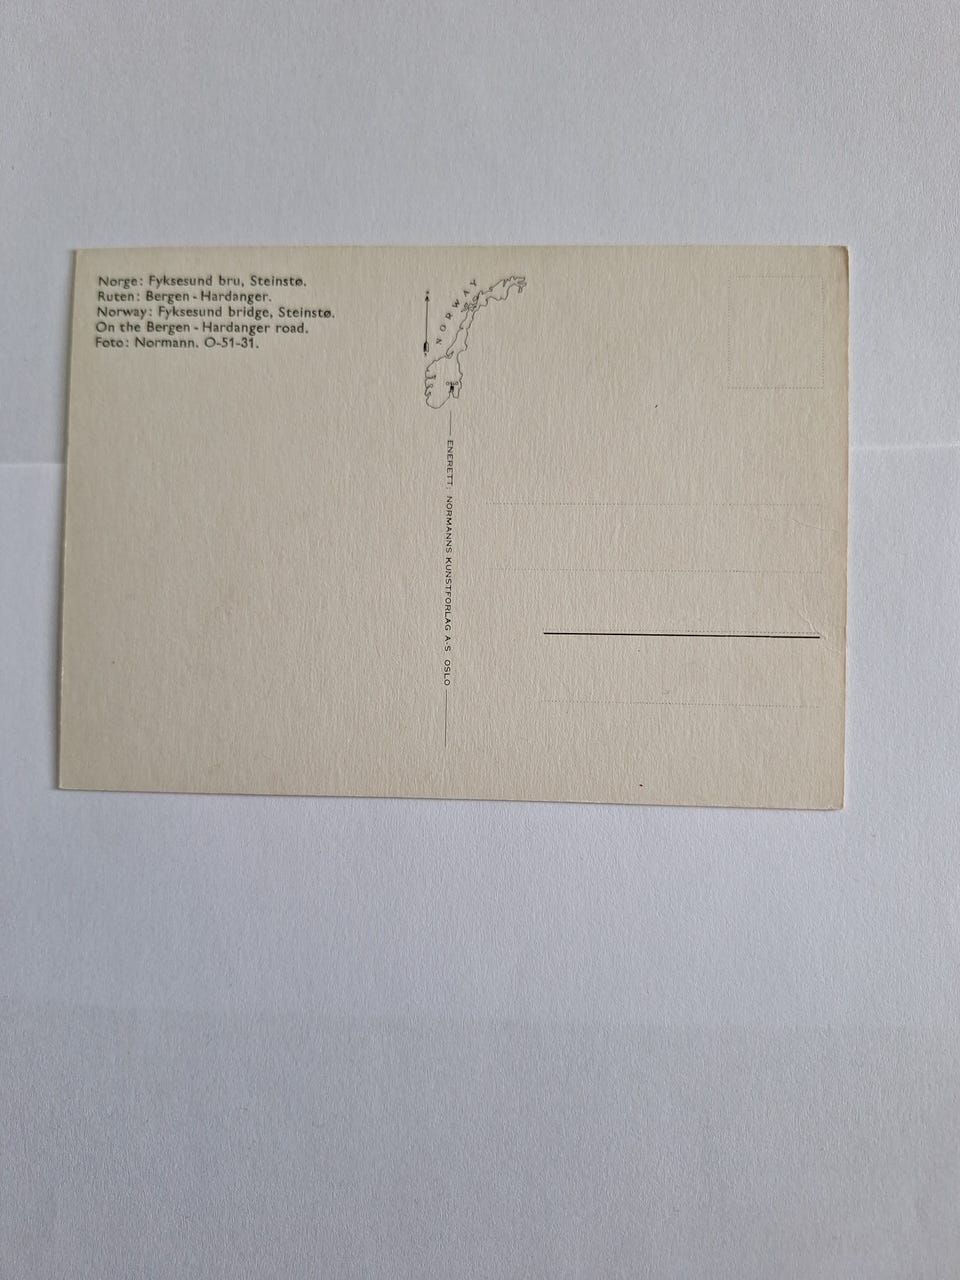 Norge: Fyksesund bru, Steinstø.
Ruten: Bergen - Hardanger.
Norway: Fyksesund bridge, Steinstø.
On the Bergen - Hardanger road.
Foto: Normann. O-51-31.
NORWAY
ENERETT: NORMANNS KUNSTFORLAG A·S OSLO